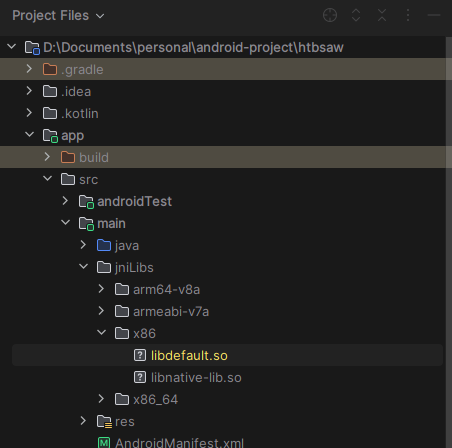 Project Files
D:\Documents\personal\android-project\htbsaw
.gradle
.idea
.kotlin
app
build
src
androidTest
main
java
jniLibs
arm64-v8a
armeabi-v7a
x86
libdefault.so
libnative-lib.so
x86_64
res
AndroidManifest.xml